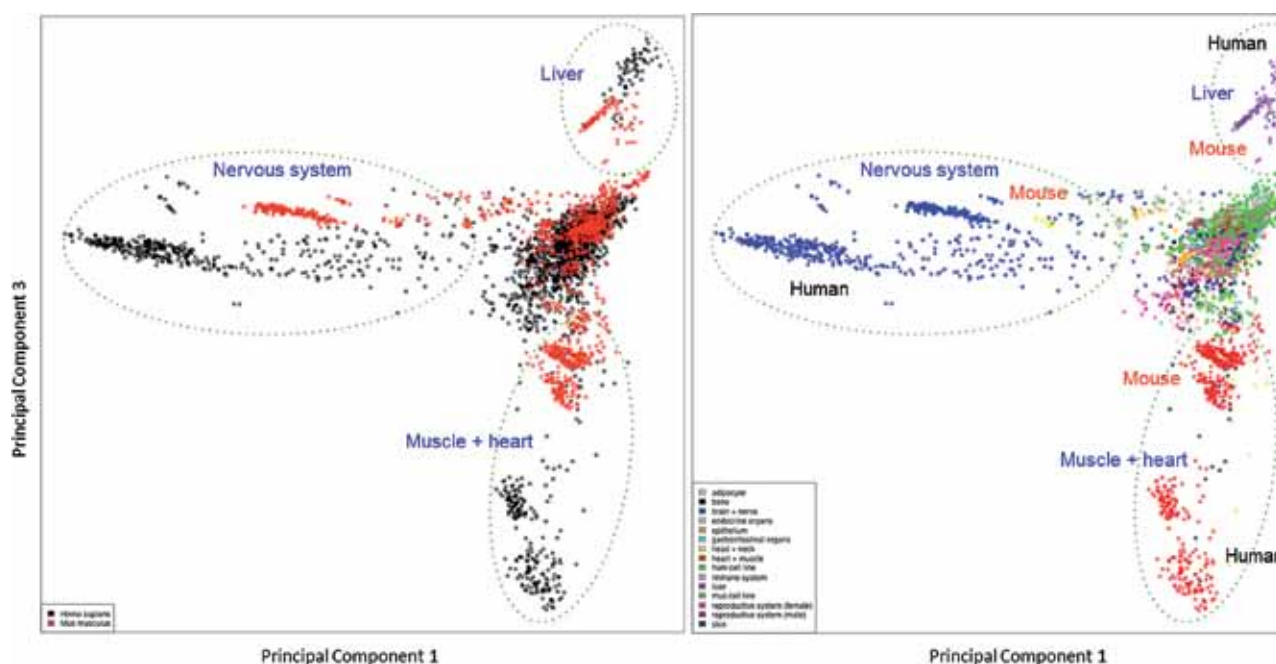 Liver
Nervous system
Muscle + heart
Homo sapiens
Mus musculus
Principal Component 3
Principal Component 1
Human
Liver
Mouse
Nervous system
Mouse
Human
Mouse
Muscle + heart
Human
adipocyte
bone
brain + nerve
endocrine organs
epithelium
gastrointestinal organs
head + neck
heart + muscle
hum cell line
immune system
liver
mus cell line
reproductive system (female)
reproductive system (male)
skin
Principal Component 1